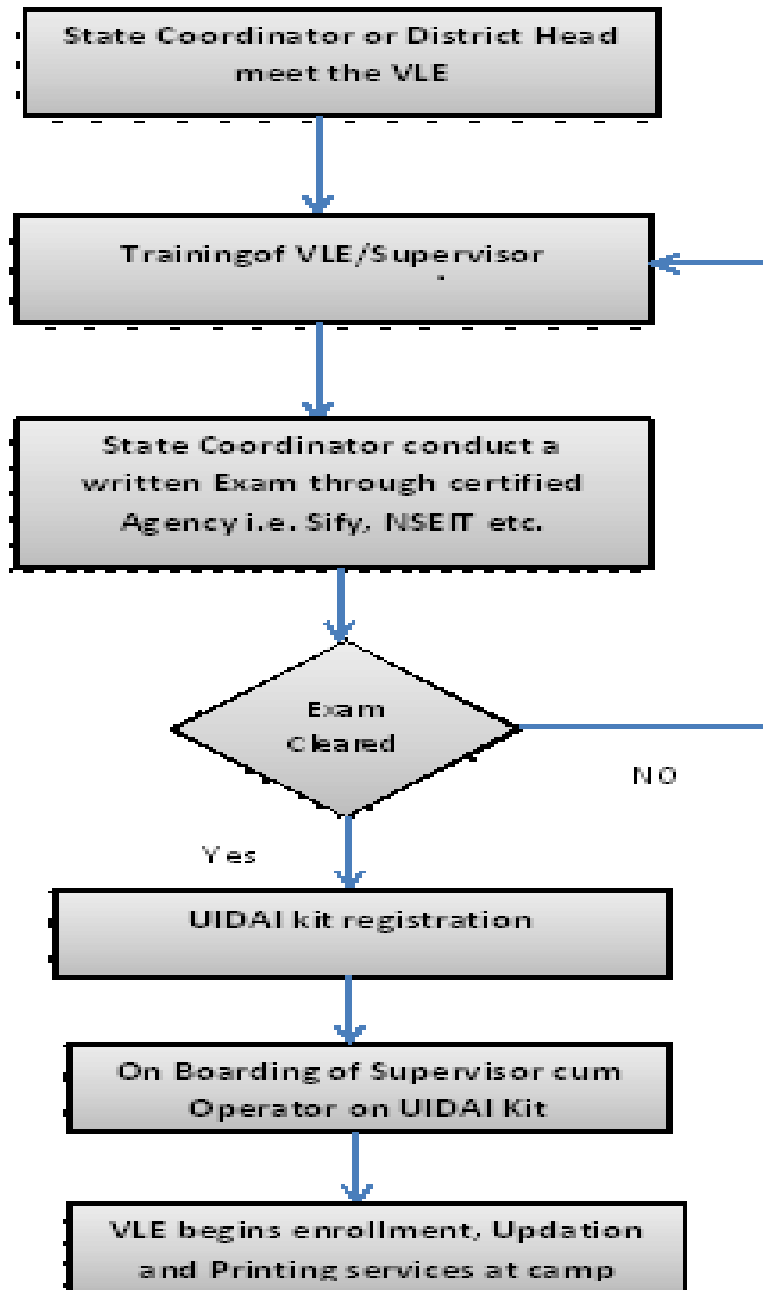 State Coordinator or District Head
meet the VLE
Trainingof VLE/Supervisor
State Coordinator conduct a
written Exam through certified
Agency i.e. Sify, NSEIT etc.
Exam
Cleared
NO
Yes
UIDAI kit registration
On Boarding of Supervisor cum
Operator on UIDAI Kit
VLE begins enrollment, Updation
and Printing services at camp